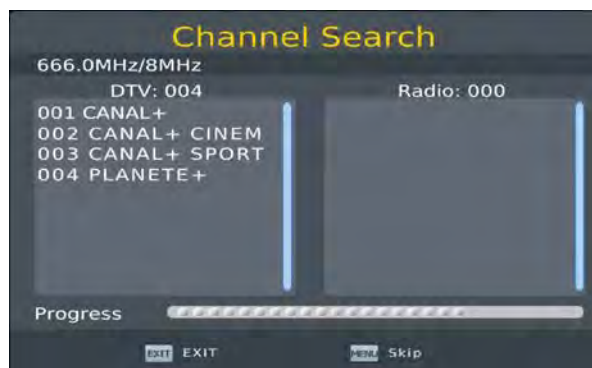 Channel Search
666.0MHz/8MHz
DTV: 004
Radio: 000
001 CANAL+
002 CANAL+ CINEM
003 CANAL+ SPORT
004 PLANETE+
Progress
EXIT EXIT
MENU Skip